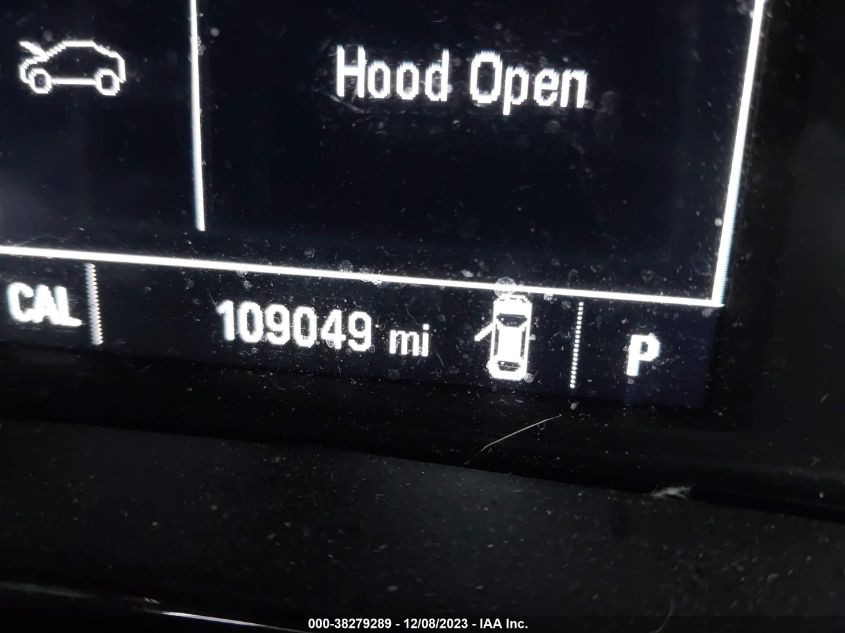 Hood Open
CAL 109049 mi P
000-38279289 - 12/08/2023 - IAA Inc.